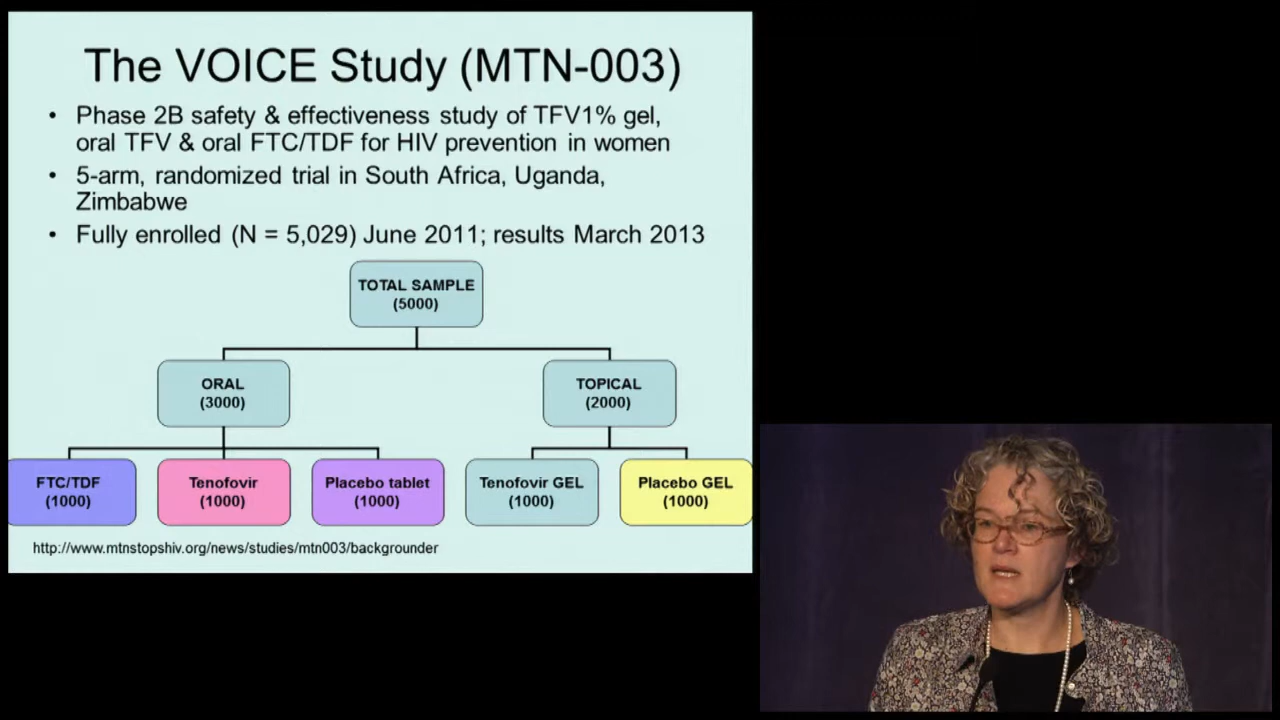 The VOICE Study (MTN-003)
• Phase 2B safety & effectiveness study of TFV1% gel,
oral TFV & oral FTC/TDF for HIV prevention in women
• 5-arm, randomized trial in South Africa, Uganda,
Zimbabwe
• Fully enrolled (N = 5,029) June 2011; results March 2013
TOTAL SAMPLE
(5000)
ORAL
(3000)
TOPICAL
(2000)
FTC/TDF
(1000)
Tenofovir
(1000)
Placebo tablet
(1000)
Tenofovir GEL
(1000)
Placebo GEL
(1000)
http://www.mtnstopshiv.org/news/studies/mtn003/backgrounder